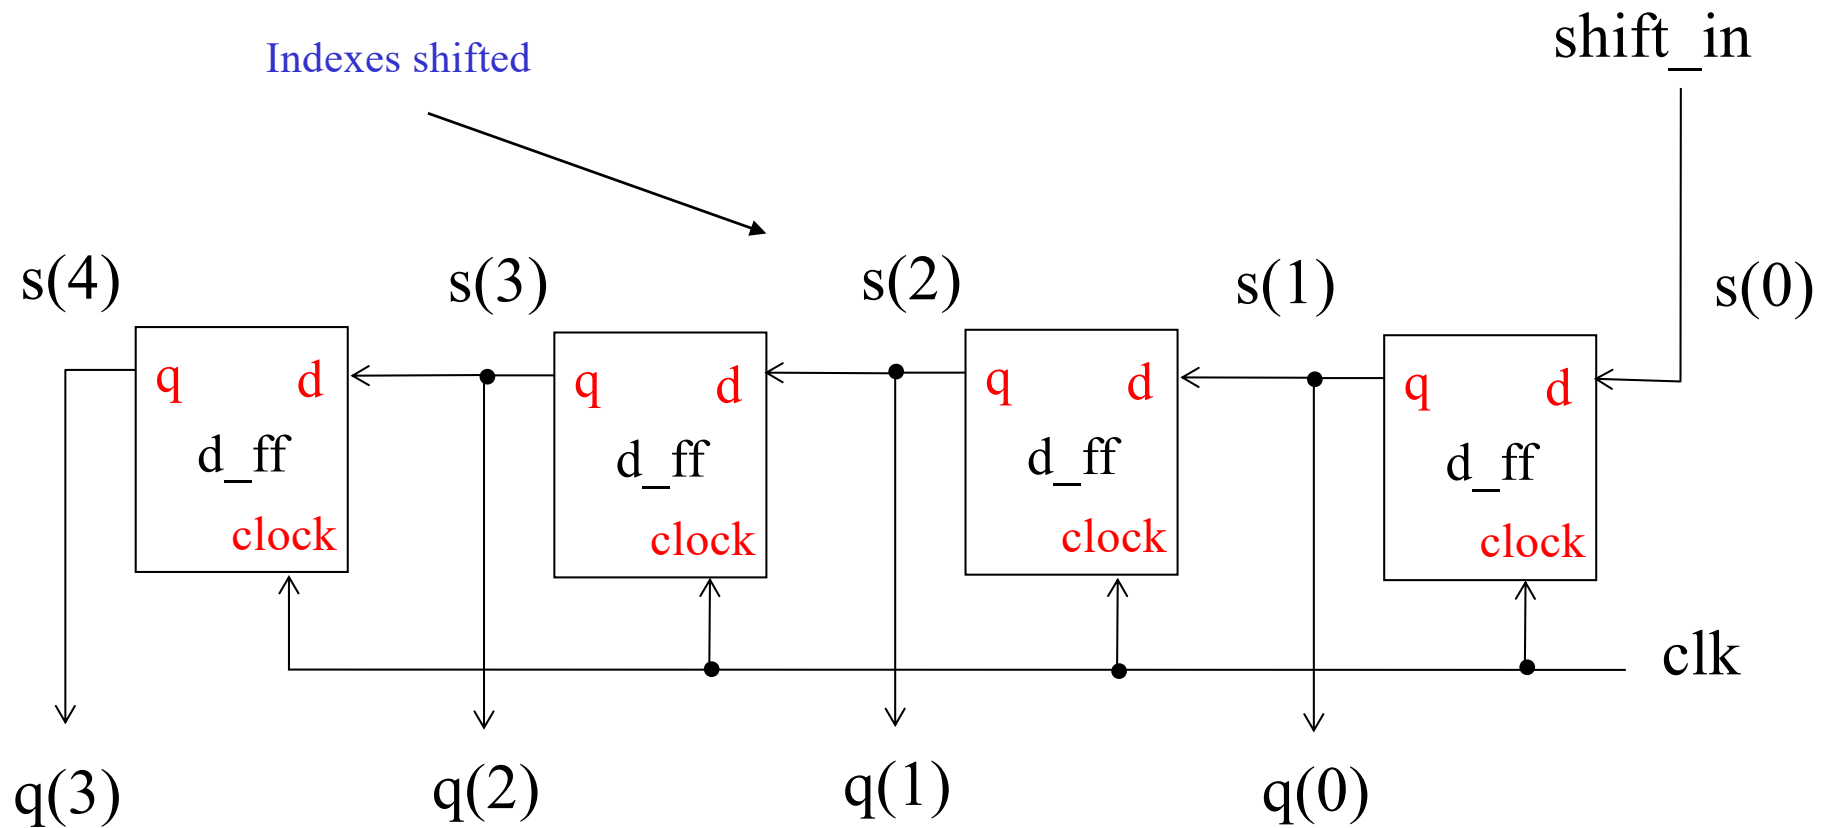 shift_in
Indexes shifted
s(4) s(3) s(2) s(1) s(0)
q d q d q d q d
d_ff d_ff d_ff d_ff
clock clock clock clock
clk
q(3) q(2) q(1) q(0)